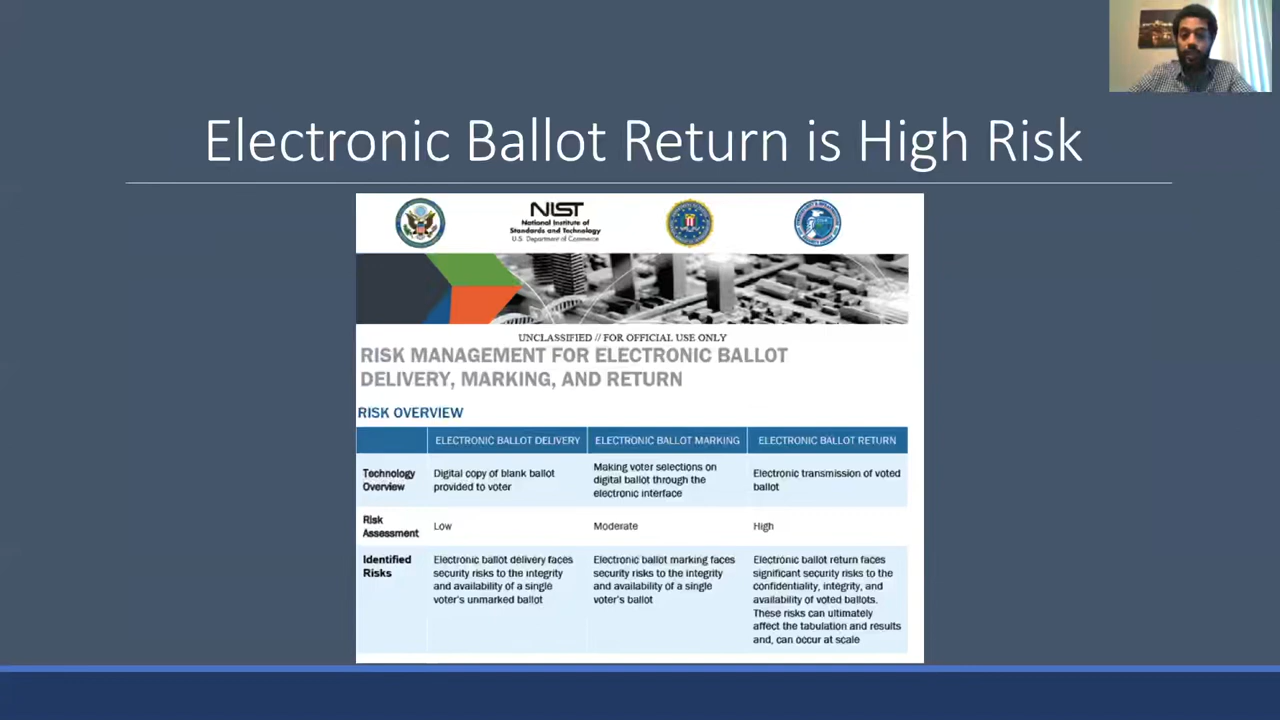 Electronic Ballot Return is High Risk
NIST
National Institute of
Standards and Technology
U.S. Department of Commerce
UNCLASSIFIED // FOR OFFICIAL USE ONLY
RISK MANAGEMENT FOR ELECTRONIC BALLOT
DELIVERY, MARKING, AND RETURN
RISK OVERVIEW
ELECTRONIC BALLOT DELIVERY
ELECTRONIC BALLOT MARKING
ELECTRONIC BALLOT RETURN
Technology
Overview
Digital copy of blank ballot
provided to voter
Making voter selections on
digital ballot through the
electronic interface
Electronic transmission of voted
ballot
Risk
Assessment
Low
Moderate
High
Identified
Risks
Electronic ballot delivery faces
security risks to the integrity
and availability of a single
voter's unmarked ballot
Electronic ballot marking faces
security risks to the integrity
and availability of a single
voter's ballot
Electronic ballot return faces
significant security risks to the
confidentiality, integrity, and
availability of voted ballots.
These risks can ultimately
affect the tabulation and results
and, can occur at scale